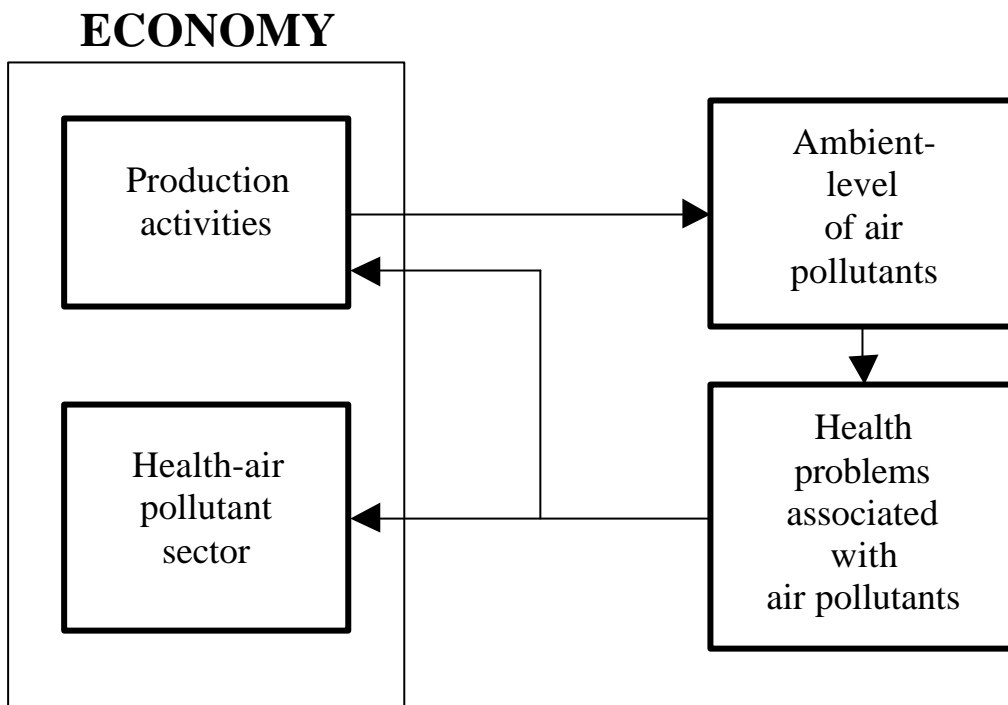 ECONOMY
Production
activities
Ambient-
level
of air
pollutants
Health-air
pollutant
sector
Health
problems
associated
with
air pollutants